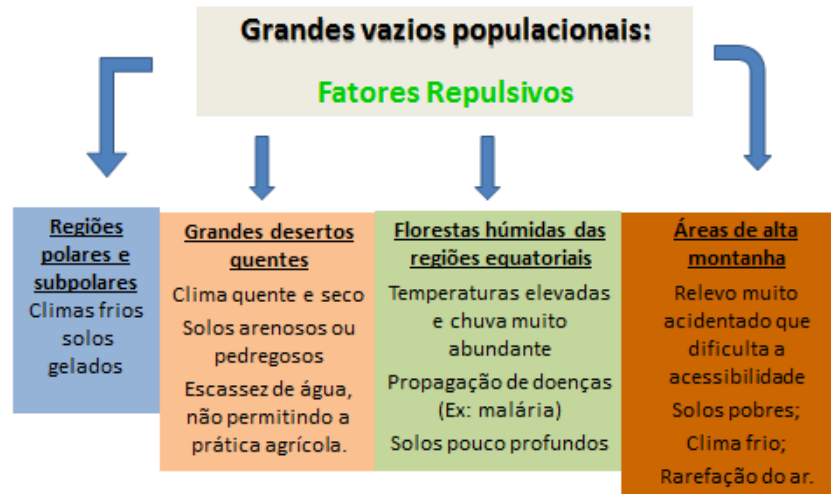 Grandes vazios populacionais:
Fatores Repulsivos
Regiões
polares e
subpolares
Climas frios
solos
gelados
Grandes desertos
quentes
Clima quente e seco
Solos arenosos ou
pedregosos
Escassez de água,
não permitindo a
prática agrícola.
Florestas húmidas das
regiões equatoriais
Temperaturas elevadas
e chuva muito
abundante
Propagação de doenças
(Ex: malária)
Solos pouco profundos
Áreas de alta
montanha
Relevo muito
acidentado que
dificulta a
acessibilidade
Solos pobres;
Clima frio;
Rarefação do ar.